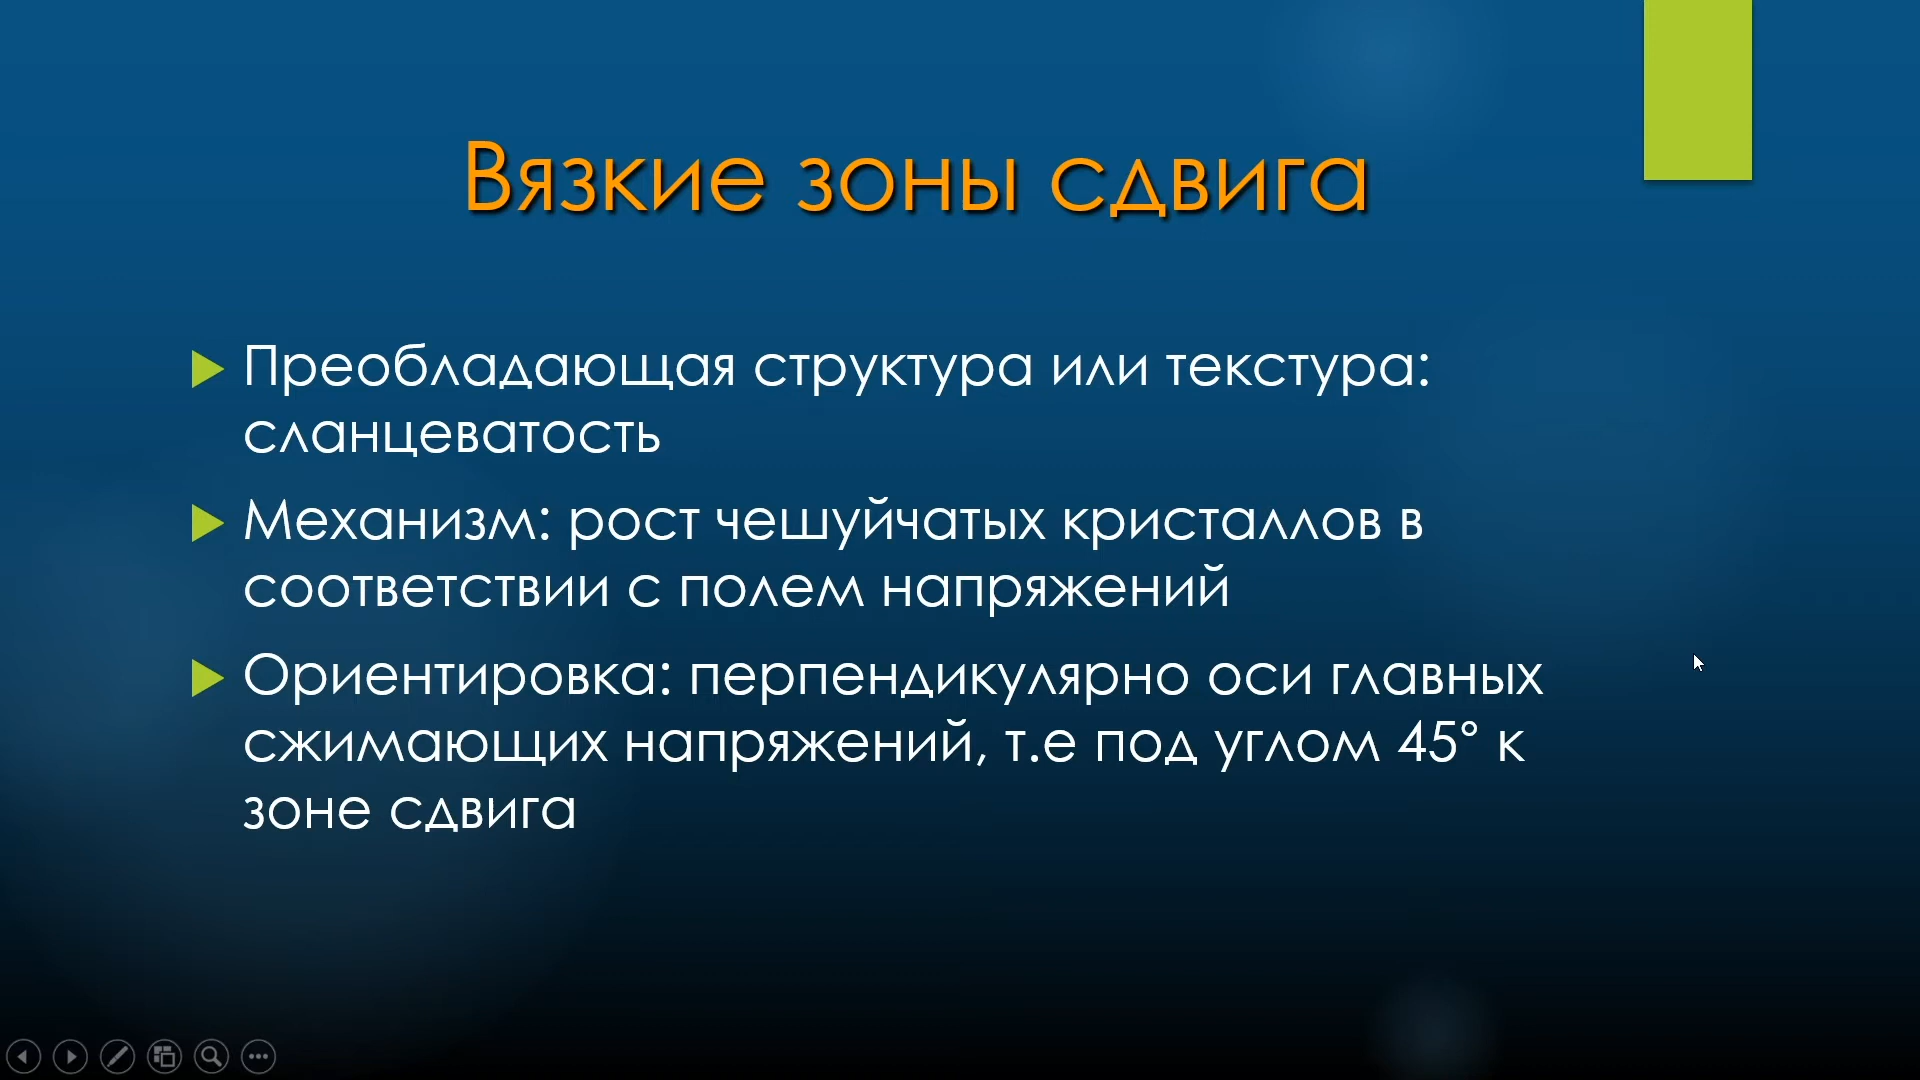 Вязкие зоны сдвига
Преобладающая структура или текстура:
сланцеватость
Механизм: рост чешуйчатых кристаллов в
соответствии с полем напряжений
Ориентировка: перпендикулярно оси главных
сжимающих напряжений, т.е под углом 45° к
зоне сдвига